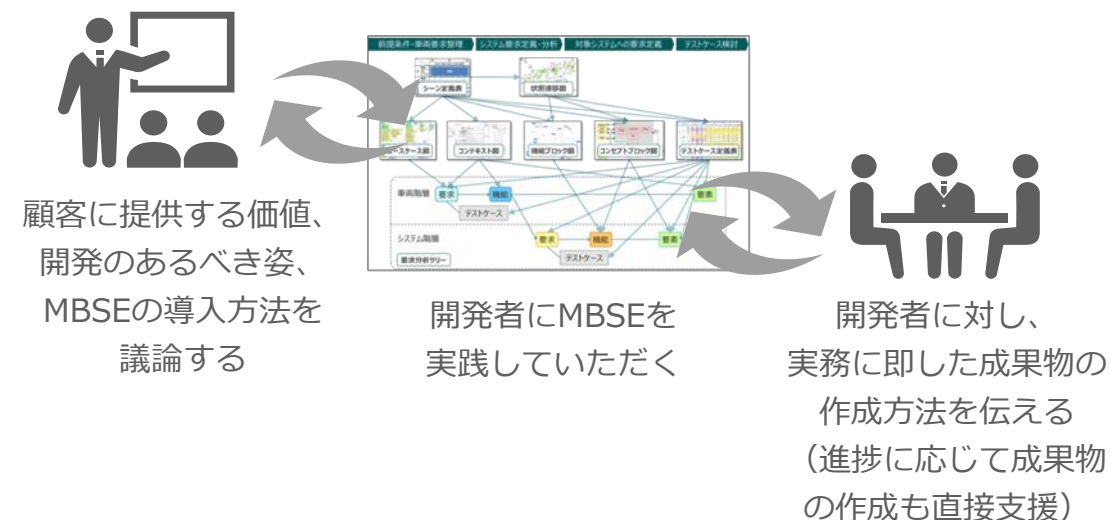 前提条件・車両要求整理
システム要求定義・分析
対象システムへの要求定義
テストケース検討
シーン定義表
状態遷移図
ースケース図
コンテキスト図
機能ブロック図
コンセプトブロック図
テストケース定義表
車両階層
要求
機能
要素
テストケース
システム階層
要求
機能
要素
テストケース
要求分析ツリー
顧客に提供する価値、
開発のあるべき姿、
MBSEの導入方法を
議論する
開発者にMBSEを
実践していただく
開発者に対し、
実務に即した成果物の
作成方法を伝える
（進捗に応じて成果物
の作成も直接支援）